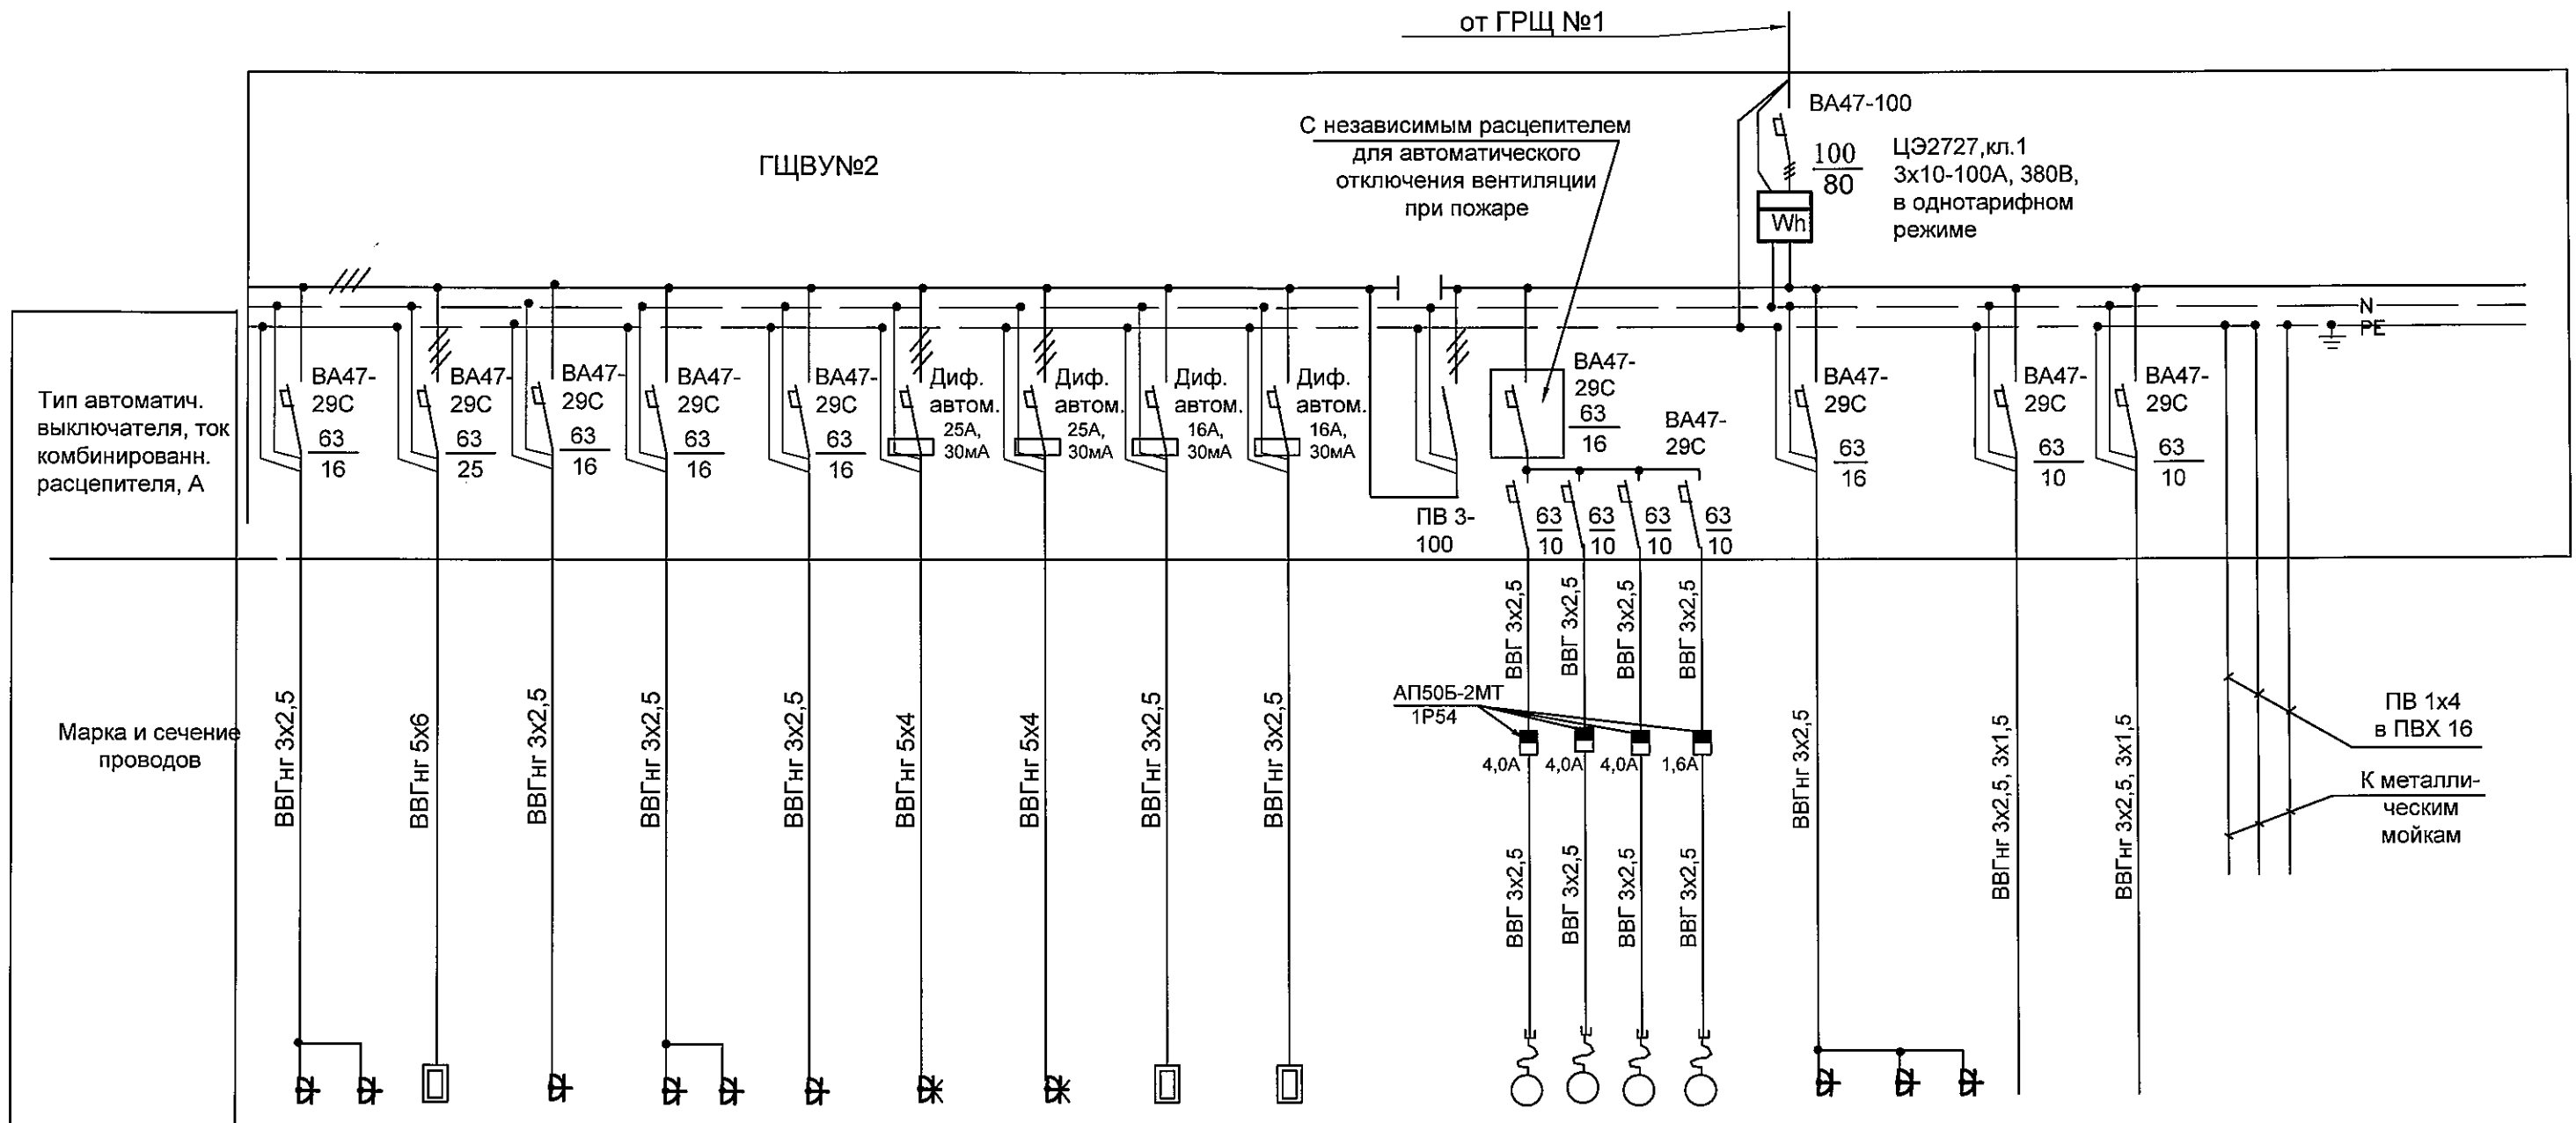 от ГРЩ №1
ГЩВУ№2
С независимым расцепителем
для автоматического
отключения вентиляции
при пожаре
ВА47-100
100
80
ЦЭ2727,кл.1
3х10-100А, 380В,
в однотарифном
режиме
Wh
N
PE
Тип автоматич.
выключателя, ток
комбинированн.
расцепителя, А
ВА47-
29С
63
16
ВА47-
29С
63
25
ВА47-
29С
63
16
ВА47-
29С
63
16
ВА47-
29С
63
16
Диф.
автом.
25А,
30мА
Диф.
автом.
25А,
30мА
Диф.
автом.
16А,
30мА
Диф.
автом.
16А,
30мА
ПВ 3-
100
ВА47-
29С
63
16
ВА47-
29С
63
10
63
10
63
10
63
10
ВА47-
29С
63
16
ВА47-
29С
63
10
ВА47-
29С
63
10
Марка и сечение
проводов
ВВГнг 3х2,5
ВВГнг 5х6
ВВГнг 3х2,5
ВВГнг 3х2,5
ВВГнг 3х2,5
ВВГнг 5х4
ВВГнг 5х4
ВВГнг 3х2,5
ВВГнг 3х2,5
ВВГ 3х2,5
ВВГ 3х2,5
ВВГ 3х2,5
ВВГ 3х2,5
АП50Б-2МТ
1Р54
4,0А
4,0А
4,0А
1,6А
ВВГ 3х2,5
ВВГ 3х2,5
ВВГ 3х2,5
ВВГ 3х2,5
ВВГнг 3х2,5
ВВГнг 3х2,5, 3х1,5
ВВГнг 3х2,5, 3х1,5
ПВ 1х4
в ПВХ 16
К металли-
ческим
мойкам